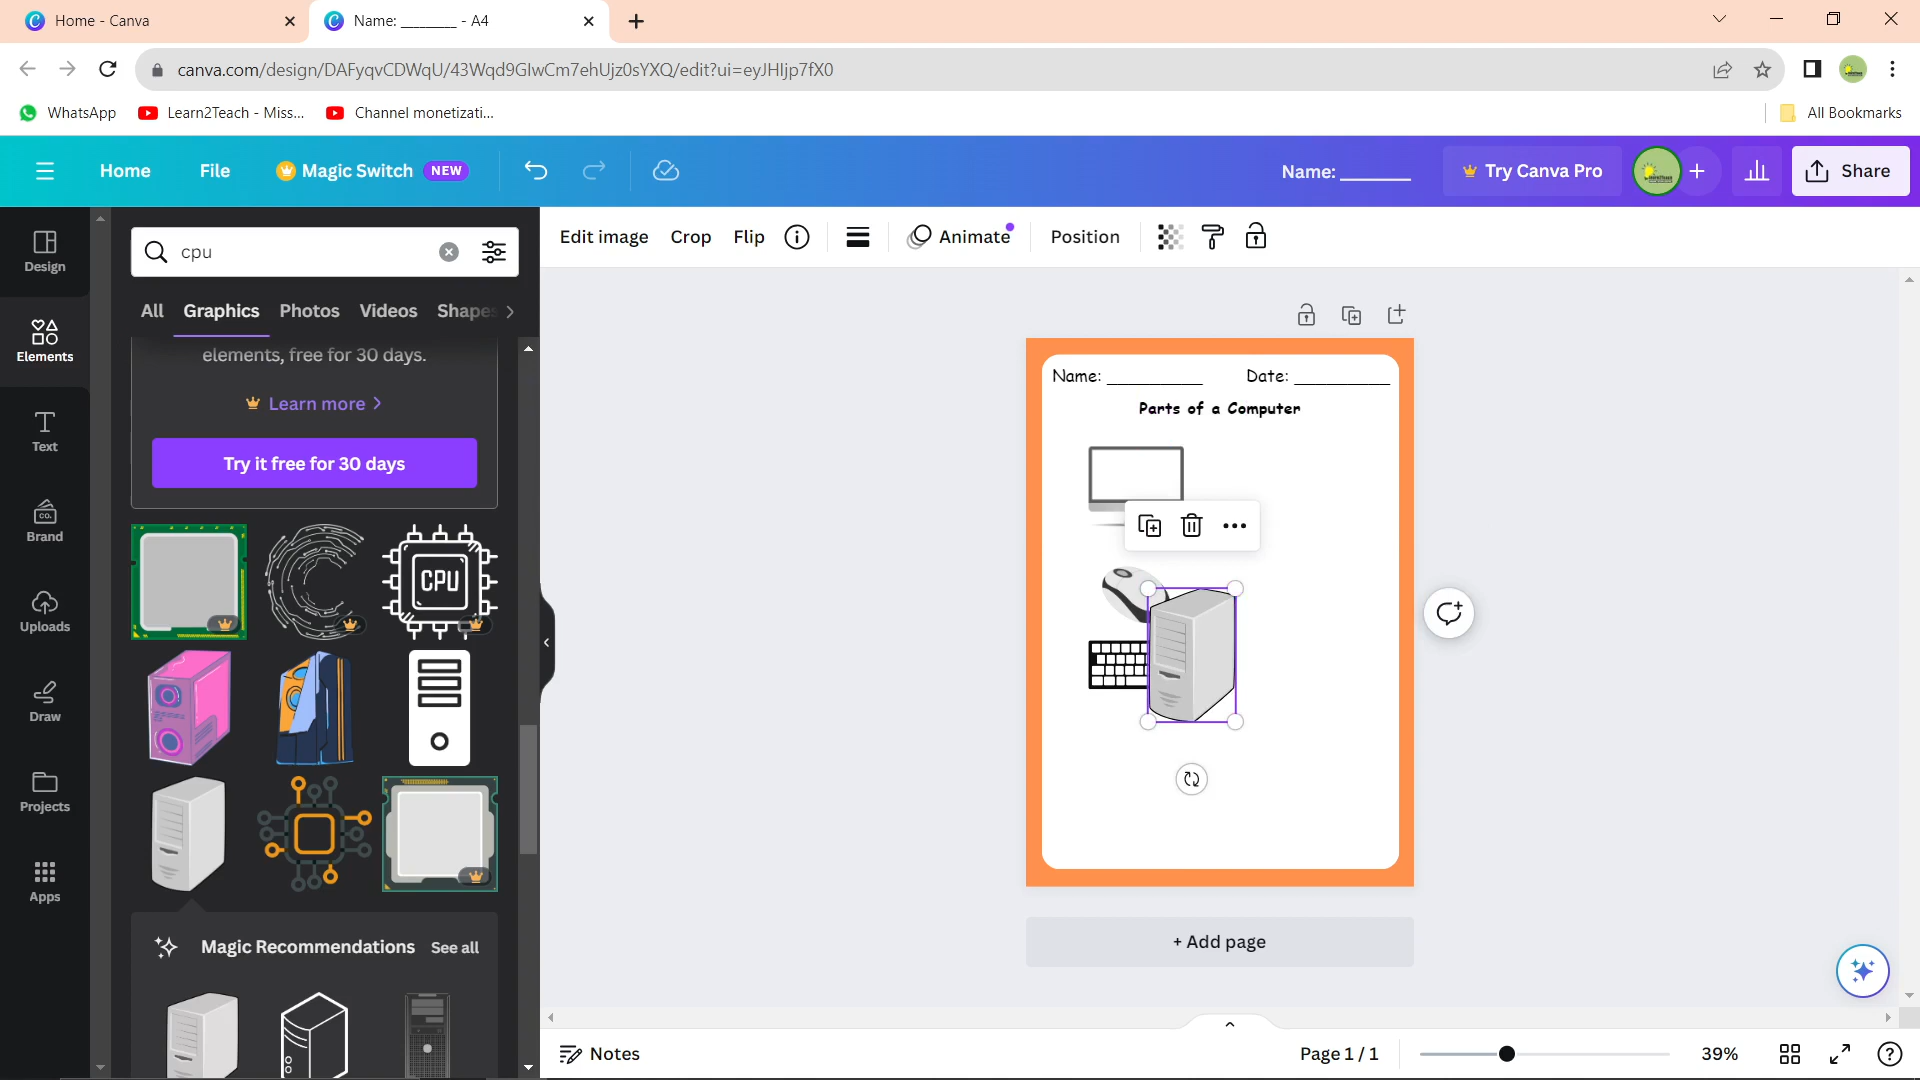 Home - Canva
Name: ________ - A4
canva.com/design/DAFyqvCDWqU/43Wqd9GlwCm7ehUjz0sYXQ/edit?ui=eyJHIjp7fX0
WhatsApp
Learn2Teach - Miss...
Channel monetizati...
All Bookmarks
Home
File
Magic Switch
NEW
Name: _______
Try Canva Pro
Share
Design
Elements
Text
Brand
Uploads
Draw
Projects
Apps
cpu
All
Graphics
Photos
Videos
Shapes
elements, free for 30 days.
Learn more
Try it free for 30 days
CPU
Magic Recommendations
See all
Edit image
Crop
Flip
Animate
Position
Name: __________ Date: __________
Parts of a Computer
+ Add page
Notes
Page 1 / 1
39%